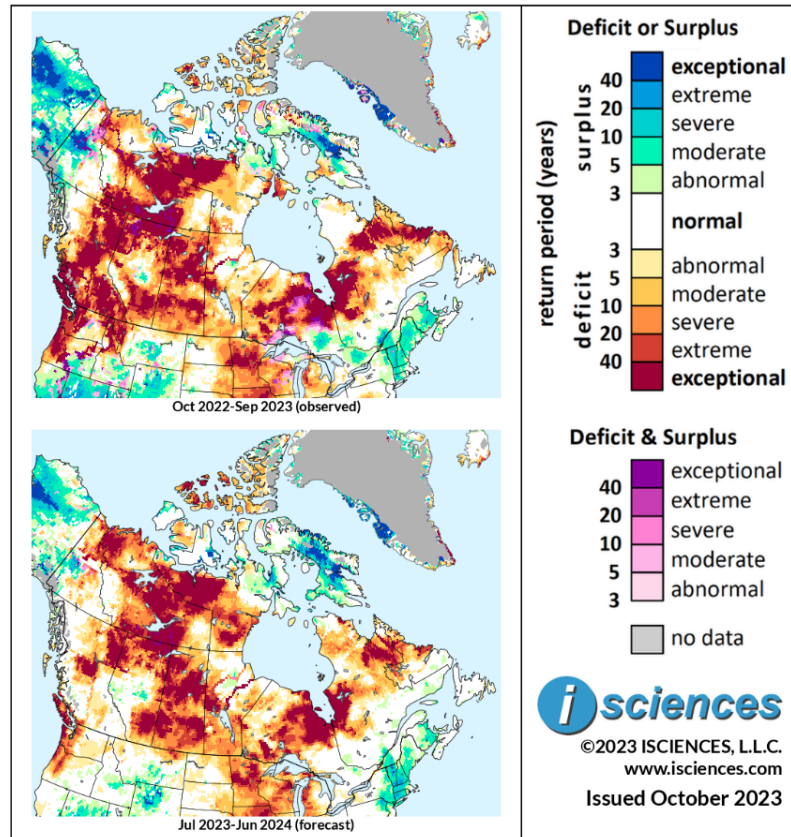 Oct 2022-Sep 2023 (observed)
Jul 2023-Jun 2024 (forecast)
Deficit or Surplus
return period (years)
surplus
deficit
exceptional
40
extreme
20
severe
10
moderate
5
abnormal
3
normal
3
abnormal
5
moderate
10
severe
20
extreme
40
exceptional
Deficit & Surplus
exceptional
40
extreme
20
severe
10
moderate
5
abnormal
3
no data
i sciences
©2023 ISCIENCES, L.L.C.
www.isciences.com
Issued October 2023